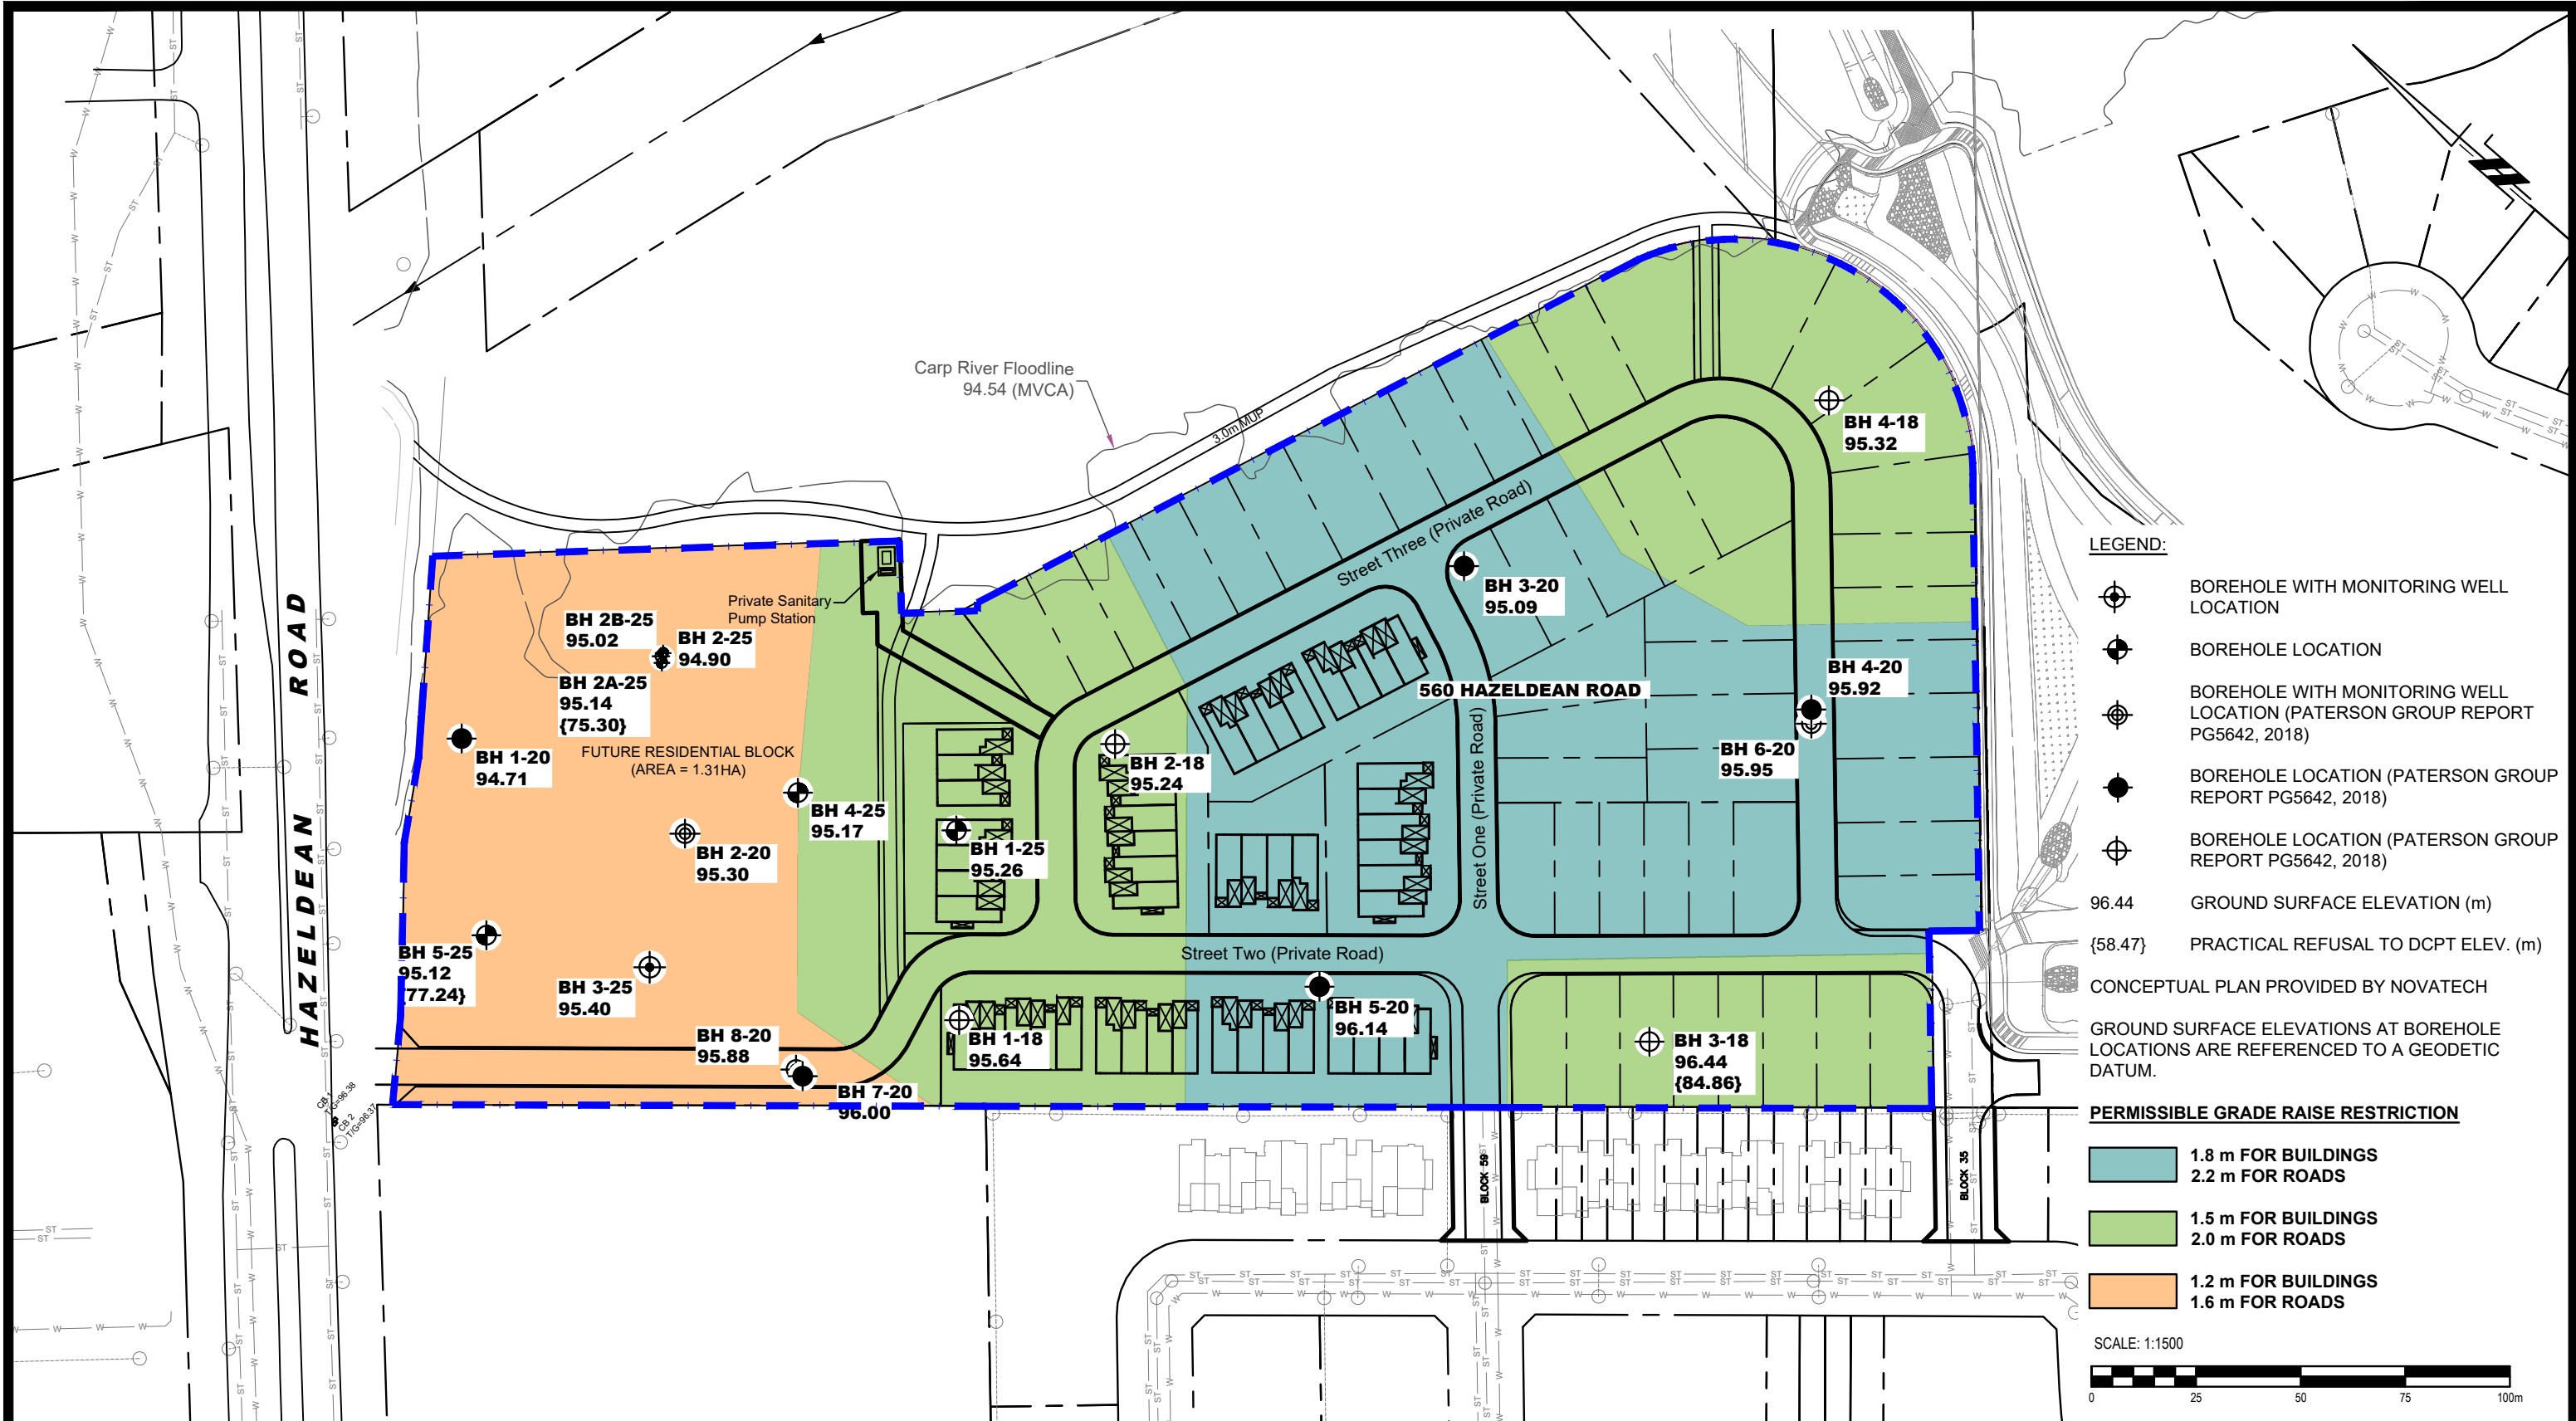 HAZELDEAN ROAD
Carp River Floodline
94.54 (MVCA)
3.0m MUP
Private Sanitary
Pump Station
BH 2B-25
95.02
BH 2-25
94.90
BH 2A-25
95.14
{75.30}
BH 1-20
94.71
FUTURE RESIDENTIAL BLOCK
(AREA = 1.31HA)
BH 4-25
95.17
BH 2-20
95.30
BH 1-25
95.26
BH 2-18
95.24
BH 5-25
95.12
{77.24}
BH 3-25
95.40
BH 8-20
95.88
BH 7-20
96.00
BH 1-18
95.64
BH 5-20
96.14
BH 3-18
96.44
{84.86}
BH 4-18
95.32
BH 3-20
95.09
560 HAZELDEAN ROAD
BH 4-20
95.92
BH 6-20
95.95
Street Three (Private Road)
Street One (Private Road)
Street Two (Private Road)
CB 1
T/G=96.38
CB 2
T/G=96.37
BLOCK 59
BLOCK 35
LEGEND:
BOREHOLE WITH MONITORING WELL
LOCATION
BOREHOLE LOCATION
BOREHOLE WITH MONITORING WELL
LOCATION (PATERSON GROUP REPORT
PG5642, 2018)
BOREHOLE LOCATION (PATERSON GROUP
REPORT PG5642, 2018)
BOREHOLE LOCATION (PATERSON GROUP
REPORT PG5642, 2018)
96.44 GROUND SURFACE ELEVATION (m)
{58.47} PRACTICAL REFUSAL TO DCPT ELEV. (m)
CONCEPTUAL PLAN PROVIDED BY NOVATECH
GROUND SURFACE ELEVATIONS AT BOREHOLE
LOCATIONS ARE REFERENCED TO A GEODETIC
DATUM.
PERMISSIBLE GRADE RAISE RESTRICTION
1.8 m FOR BUILDINGS
2.2 m FOR ROADS
1.5 m FOR BUILDINGS
2.0 m FOR ROADS
1.2 m FOR BUILDINGS
1.6 m FOR ROADS
SCALE: 1:1500
0 25 50 75 100m